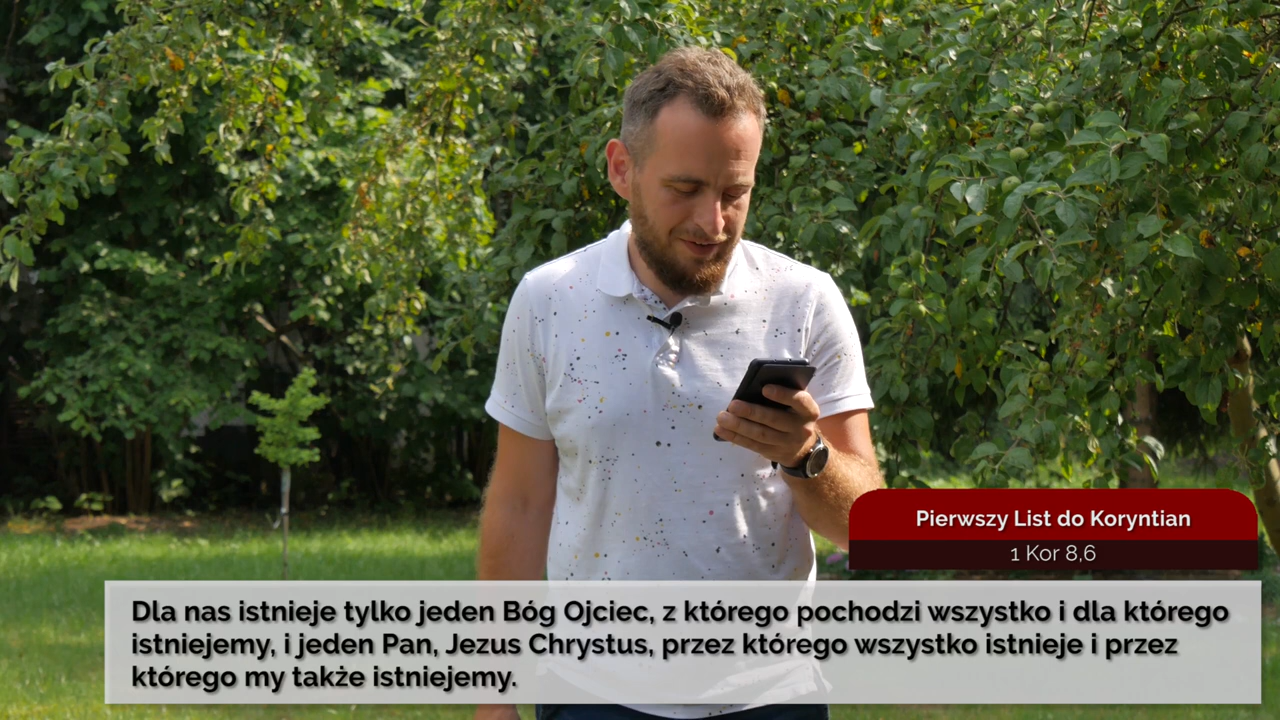 Pierwszy List do Koryntian
1 Kor 8,6
Dla nas istnieje tylko jeden Bóg Ojciec, z którego pochodzi wszystko i dla którego
istniejemy, i jeden Pan, Jezus Chrystus, przez którego wszystko istnieje i przez
którego my także istniejemy.